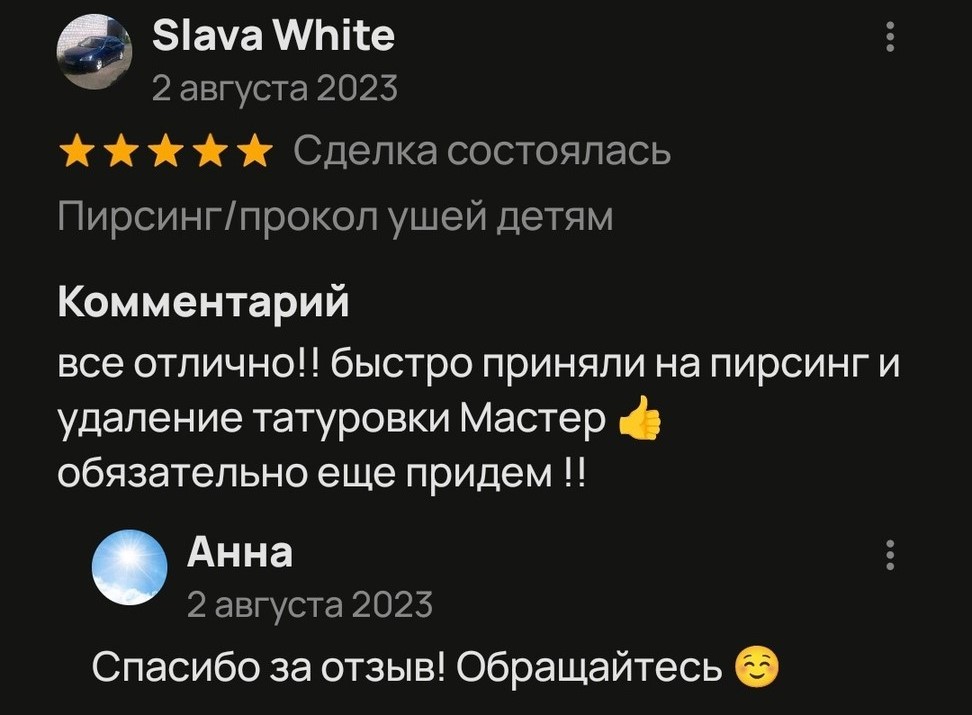 Slava White
2 августа 2023
Сделка состоялась
Пирсинг/прокол ушей детям
Комментарий
все отлично!! быстро приняли на пирсинг и
удаление татуровки Мастер 👍
обязательно еще придем !!
Анна
2 августа 2023
Спасибо за отзыв! Обращайтесь ☺️